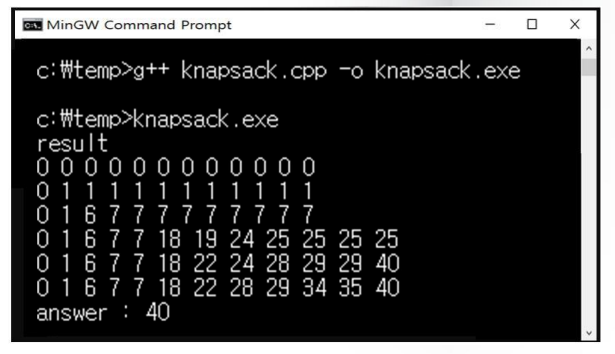 MinGW Command Prompt
c:₩temp>g++ knapsack.cpp -o knapsack.exe
c:₩temp>knapsack.exe
result
0 0 0 0 0 0 0 0 0 0 0 0
0 1 1 1 1 1 1 1 1 1 1 1
0 1 6 7 7 7 7 7 7 7 7 7
0 1 6 7 7 18 19 24 25 25 25 25
0 1 6 7 7 18 22 24 28 29 29 40
0 1 6 7 7 18 22 28 29 34 35 40
answer : 40